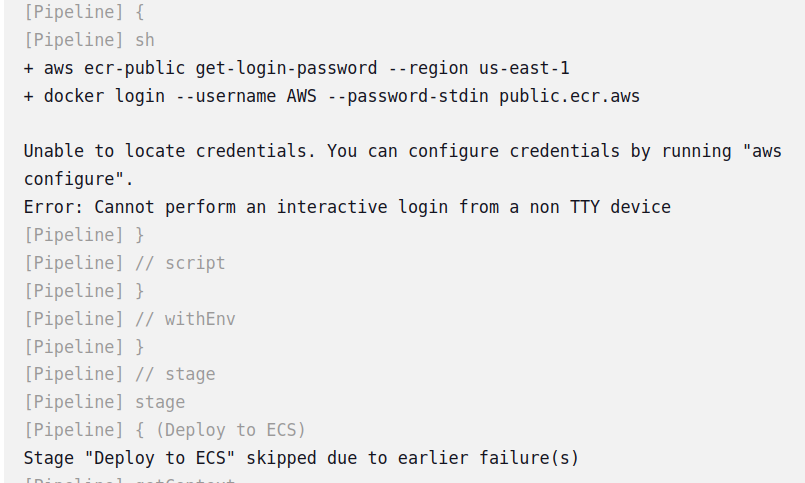 [Pipeline] {
[Pipeline] sh
+ aws ecr-public get-login-password --region us-east-1
+ docker login --username AWS --password-stdin public.ecr.aws
Unable to locate credentials. You can configure credentials by running "aws
configure".
Error: Cannot perform an interactive login from a non TTY device
[Pipeline] }
[Pipeline] // script
[Pipeline] }
[Pipeline] // withEnv
[Pipeline] }
[Pipeline] // stage
[Pipeline] stage
[Pipeline] { (Deploy to ECS)
Stage "Deploy to ECS" skipped due to earlier failure(s)
[Pipeline] getContext